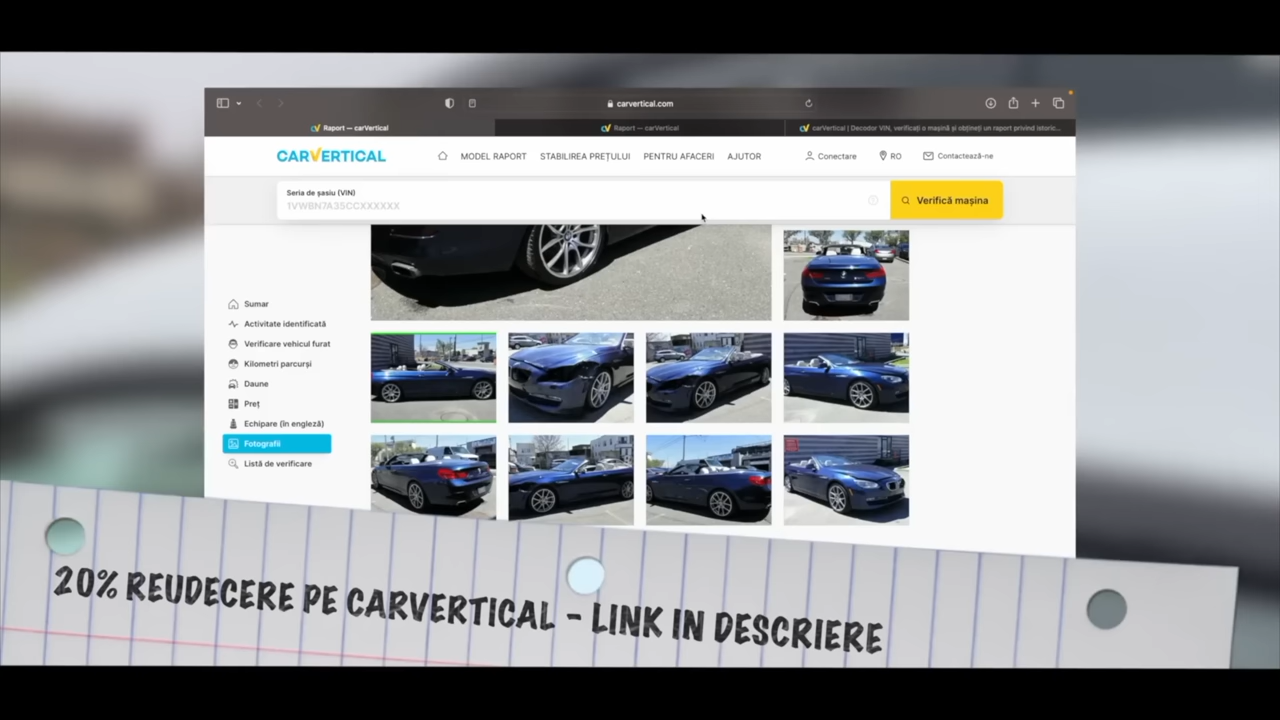 carvertical.com
Raport — carVertical
Raport — carVertical
carVertical | Decodor VIN, verificați o mașină și obțineți un raport privind istoric...
CARVERTICAL
MODEL RAPORT
STABILIREA PREȚULUI
PENTRU AFACERI
AJUTOR
Conectare
RO
Contactează-ne
Seria de șasiu (VIN)
1VWBN7A35CCXXXXXX
Verifică mașina
Sumar
Activitate identificată
Verificare vehicul furat
Kilometri parcurși
Daune
Preț
Echipare (în engleză)
Fotografii
Listă de verificare
20% REUDECERE PE CARVERTICAL - LINK IN DESCRIERE